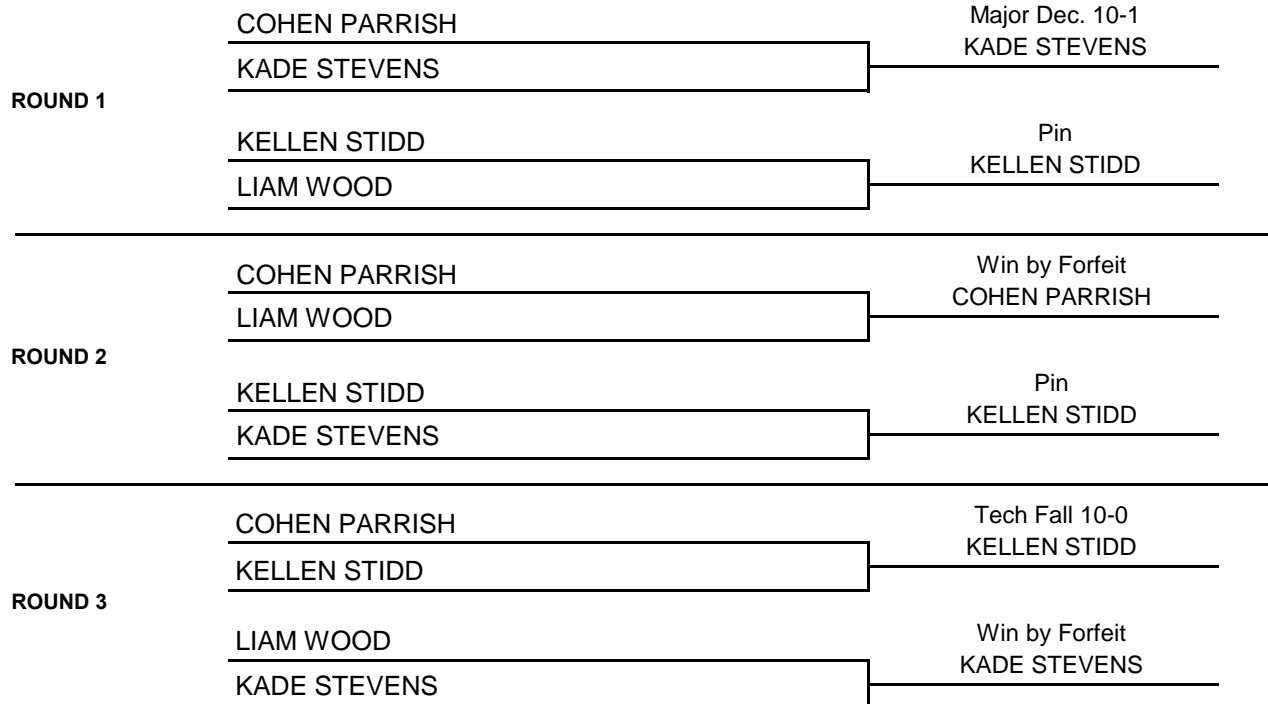 COHEN PARRISH
Major Dec. 10-1
KADE STEVENS
KADE STEVENS
ROUND 1
KELLEN STIDD
Pin
KELLEN STIDD
LIAM WOOD
COHEN PARRISH
Win by Forfeit
COHEN PARRISH
LIAM WOOD
ROUND 2
KELLEN STIDD
Pin
KELLEN STIDD
KADE STEVENS
COHEN PARRISH
Tech Fall 10-0
KELLEN STIDD
KELLEN STIDD
ROUND 3
LIAM WOOD
Win by Forfeit
KADE STEVENS
KADE STEVENS